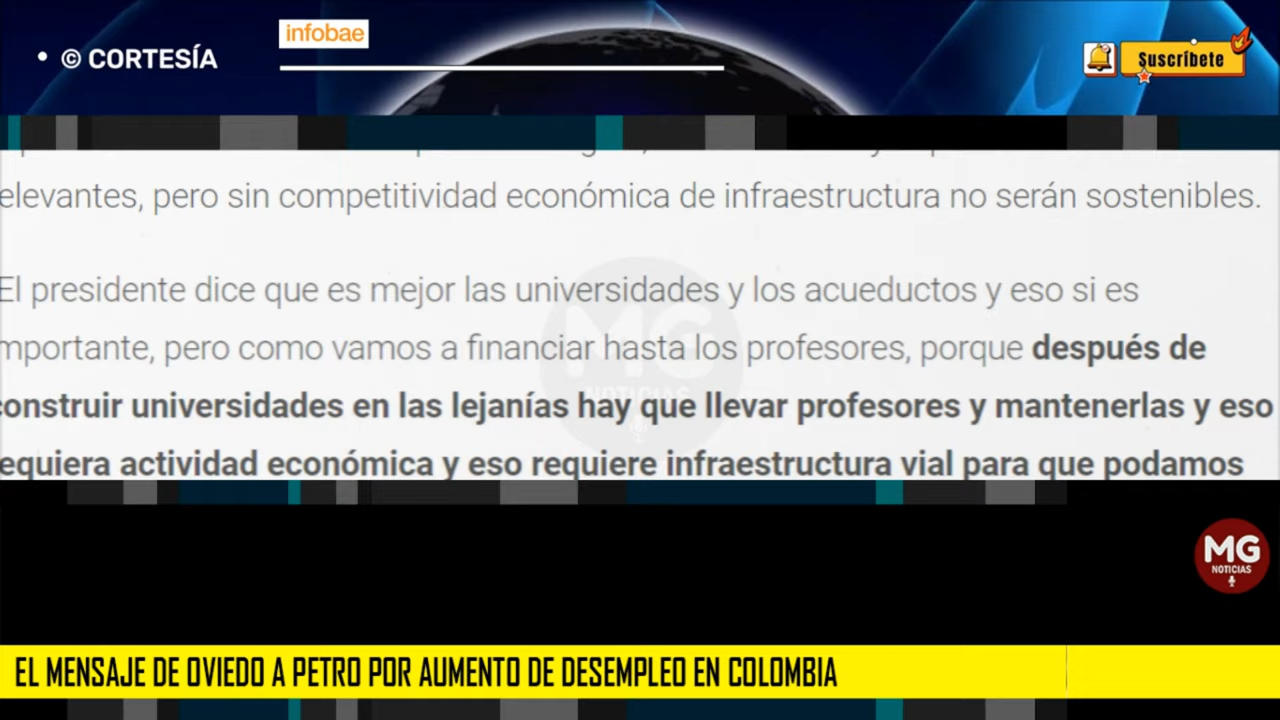 infobae
• © CORTESÍA
Suscríbete
elevantes, pero sin competitividad económica de infraestructura no serán sostenibles.
El presidente dice que es mejor las universidades y los acueductos y eso si es
mportante, pero como vamos a financiar hasta los profesores, porque después de
construir universidades en las lejanías hay que llevar profesores y mantenerlas y eso
equiera actividad económica y eso requiere infraestructura vial para que podamos
MG
NOTICIAS
MG
NOTICIAS
EL MENSAJE DE OVIEDO A PETRO POR AUMENTO DE DESEMPLEO EN COLOMBIA